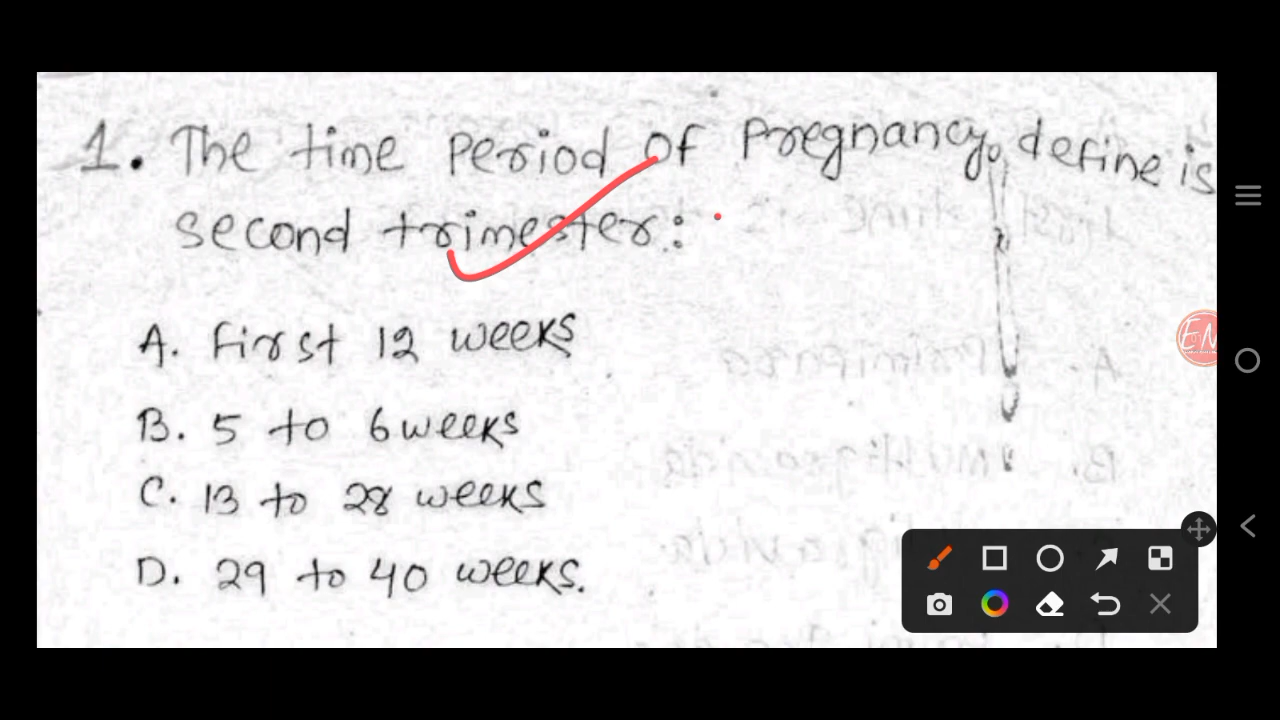 1. The time period of pregnancy. define is
second trimester:
A. first 12 weeks
B. 5 to 6 weeks
C. 13 to 28 weeks
D. 29 to 40 weeks.
EN